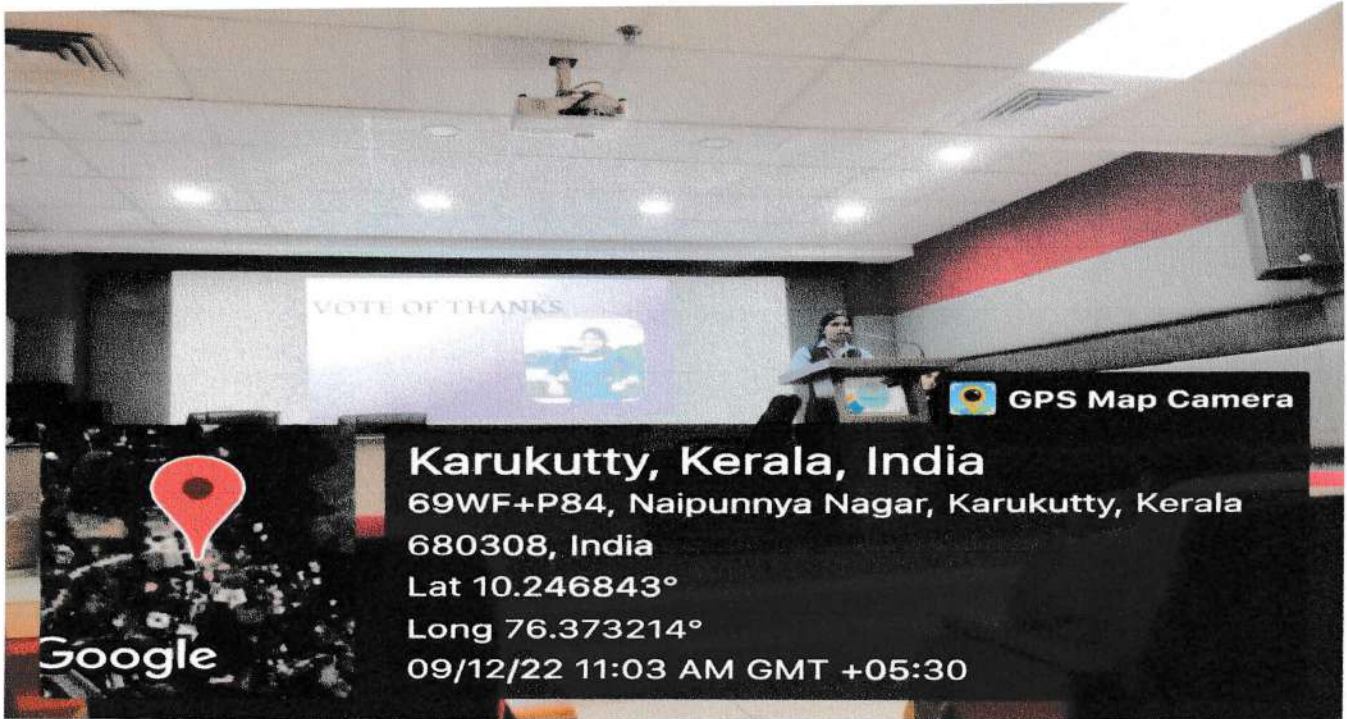 VOTE OF THANKS
GPS Map Camera
Karukutty, Kerala, India
69WF+P84, Naipunnya Nagar, Karukutty, Kerala
680308, India
Lat 10.246843°
Long 76.373214°
09/12/22 11:03 AM GMT +05:30
Google